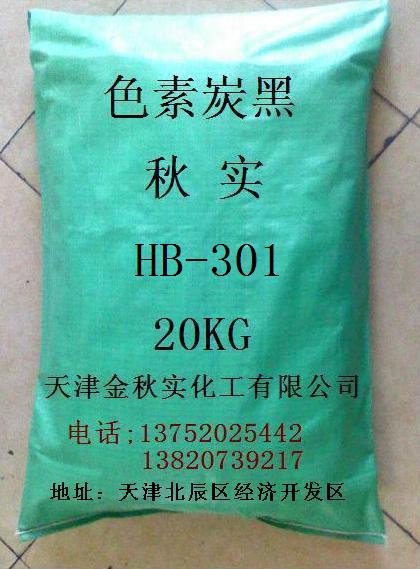 色素炭黑
秋实
HB-301
20KG
天津金秋实化工有限公司
电话;13752025442
13820739217
地址：天津北辰区经济开发区